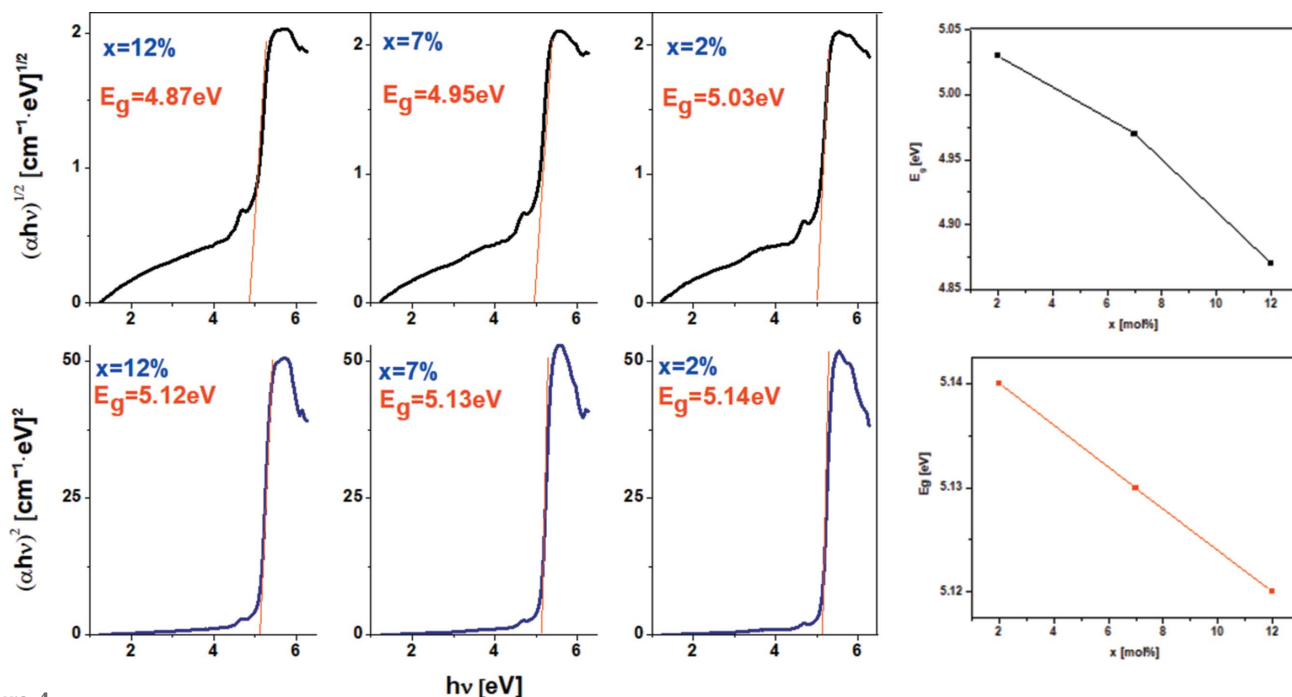 (αhν)^1/2 [cm⁻¹·eV]^1/2
2
1
0
x=12%
Eg=4.87eV
2 4 6
2
1
0
x=7%
Eg=4.95eV
2 4 6
2
1
0
x=2%
Eg=5.03eV
2 4 6
5.05
5.00
4.95
4.90
4.85
Eg [eV]
2 4 6 8 10 12
x [mol%]
(αhν)² [cm⁻¹·eV]²
50
25
0
x=12%
Eg=5.12eV
2 4 6
50
25
0
x=7%
Eg=5.13eV
2 4 6
50
25
0
x=2%
Eg=5.14eV
2 4 6
hν [eV]
5.14
5.13
5.12
Eg [eV]
2 4 6 8 10 12
x [mol%]